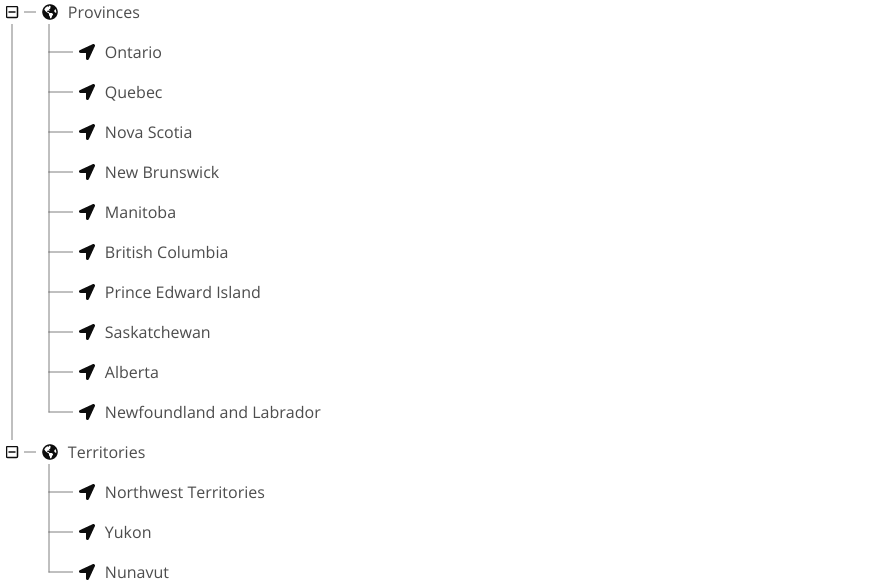 Provinces
Ontario
Quebec
Nova Scotia
New Brunswick
Manitoba
British Columbia
Prince Edward Island
Saskatchewan
Alberta
Newfoundland and Labrador
Territories
Northwest Territories
Yukon
Nunavut